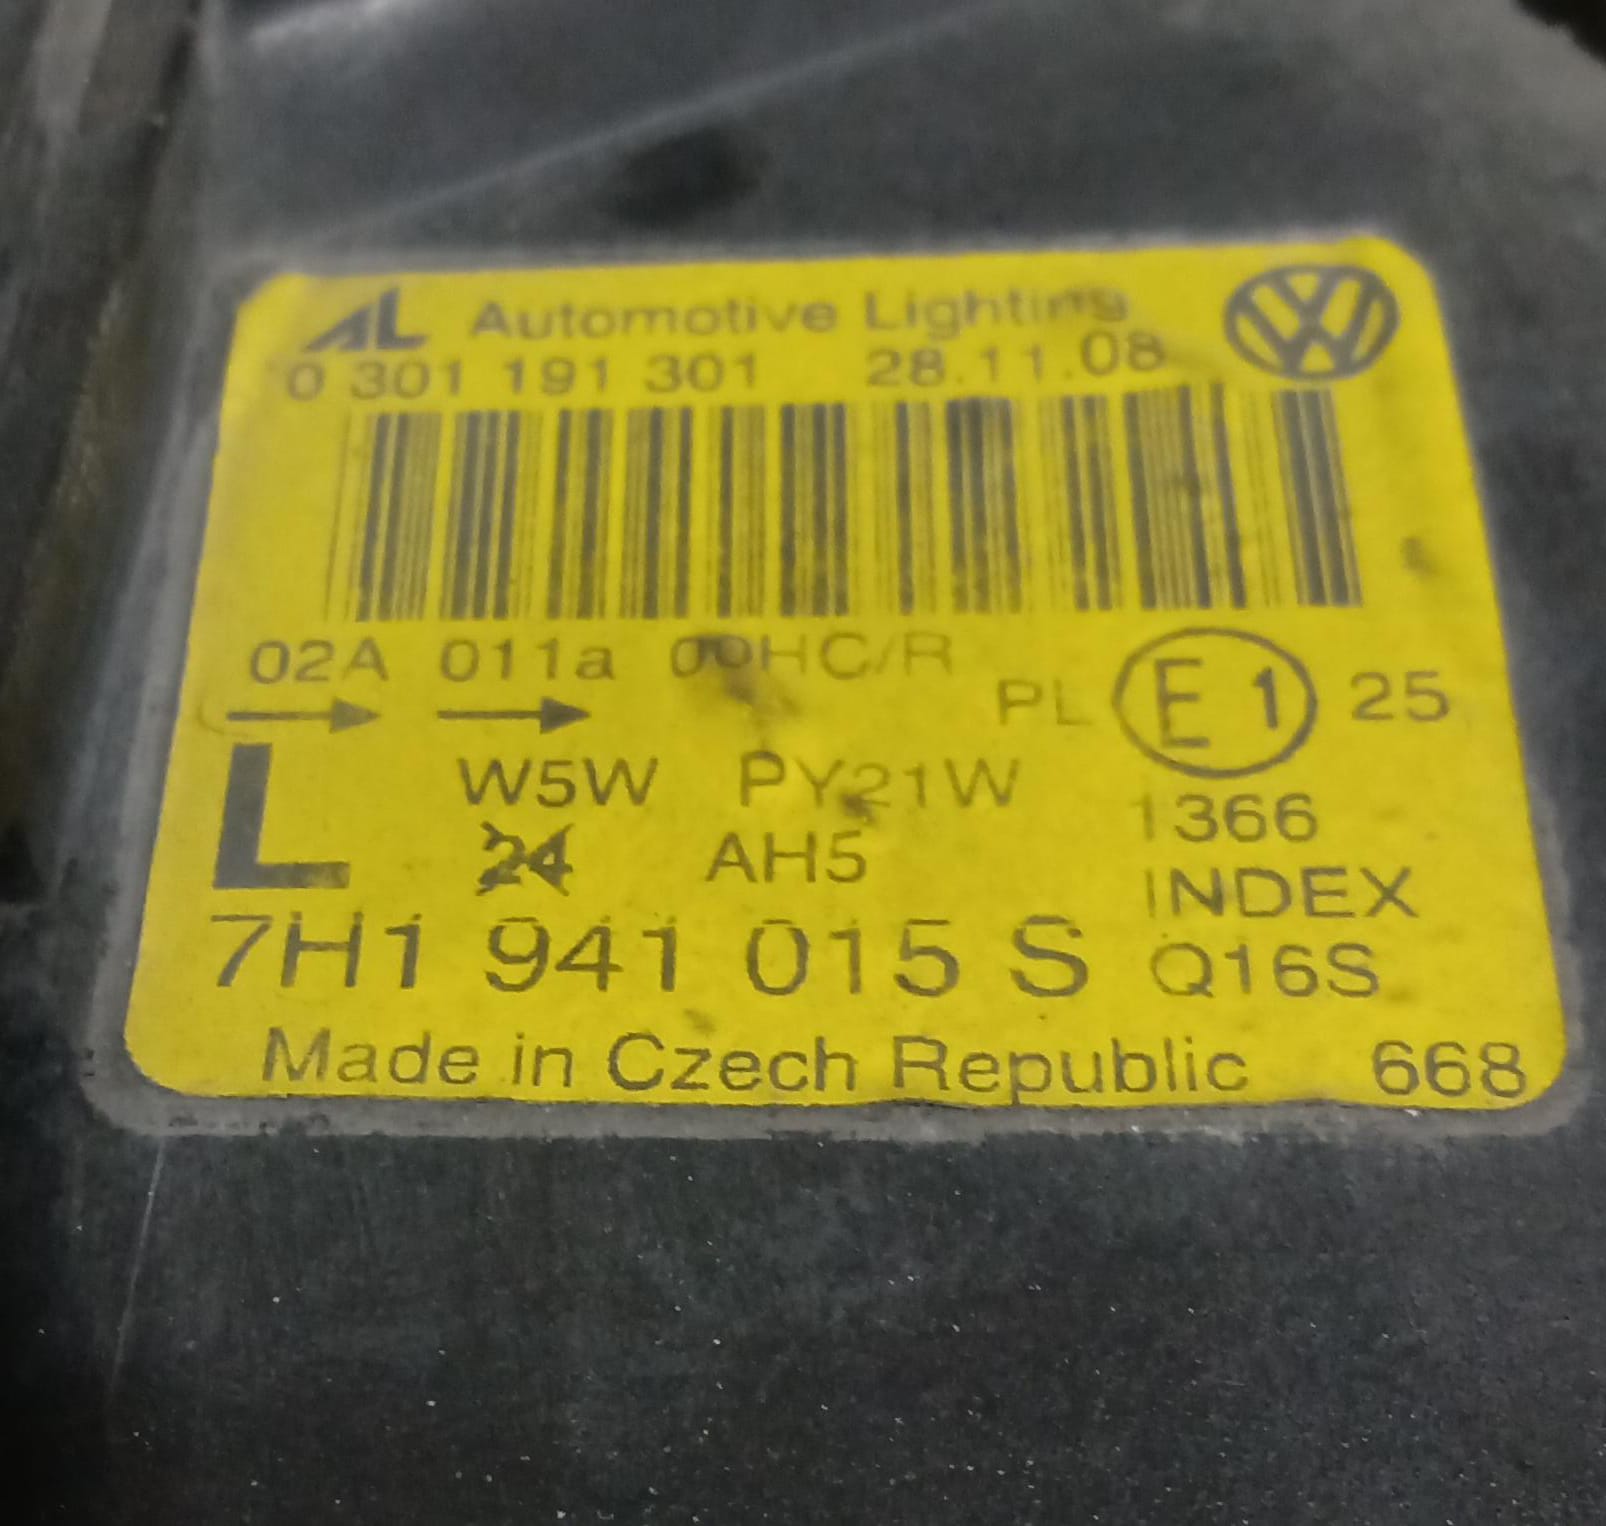 AL Automotive Lighting
0 301 191 301 28.11.08
02A 011a 00HC/R
PL E1 25
L W5W PY21W
1366
24 AH5
INDEX
7H1 941 015 S Q16S
Made in Czech Republic 668